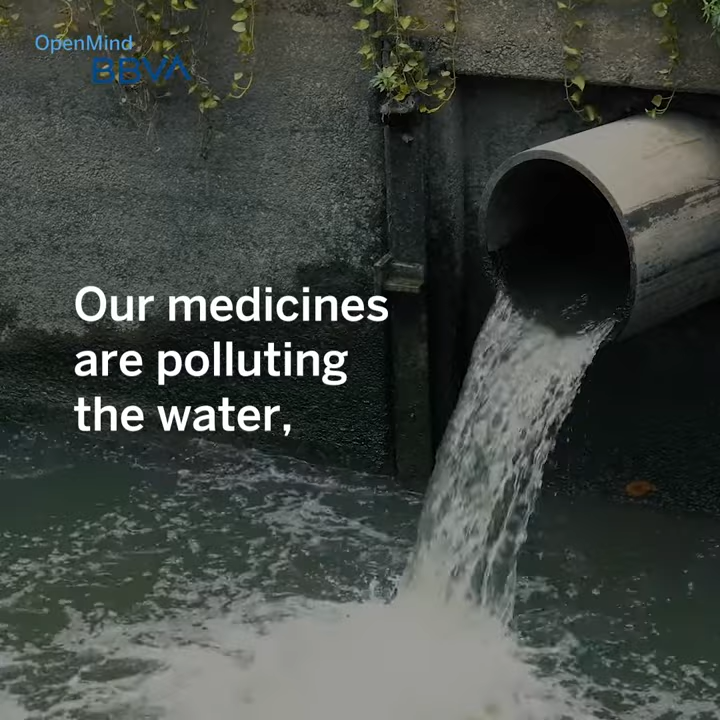 OpenMind
BBVA
Our medicines
are polluting
the water,